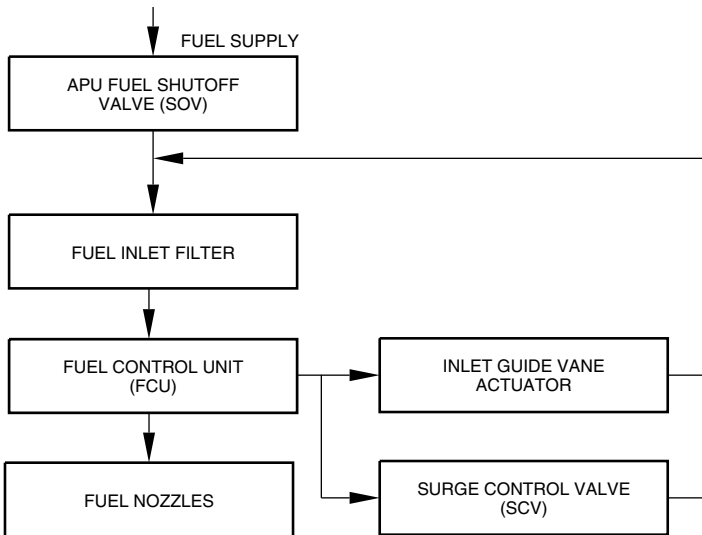 FUEL SUPPLY
APU FUEL SHUTOFF
VALVE (SOV)
FUEL INLET FILTER
FUEL CONTROL UNIT
(FCU)
INLET GUIDE VANE
ACTUATOR
FUEL NOZZLES
SURGE CONTROL VALVE
(SCV)